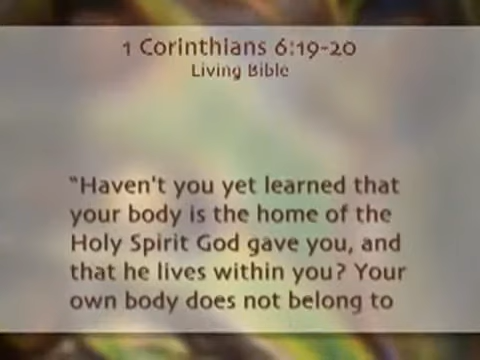 1 Corinthians 6:19-20
Living Bible
"Haven't you yet learned that
your body is the home of the
Holy Spirit God gave you, and
that he lives within you? Your
own body does not belong to